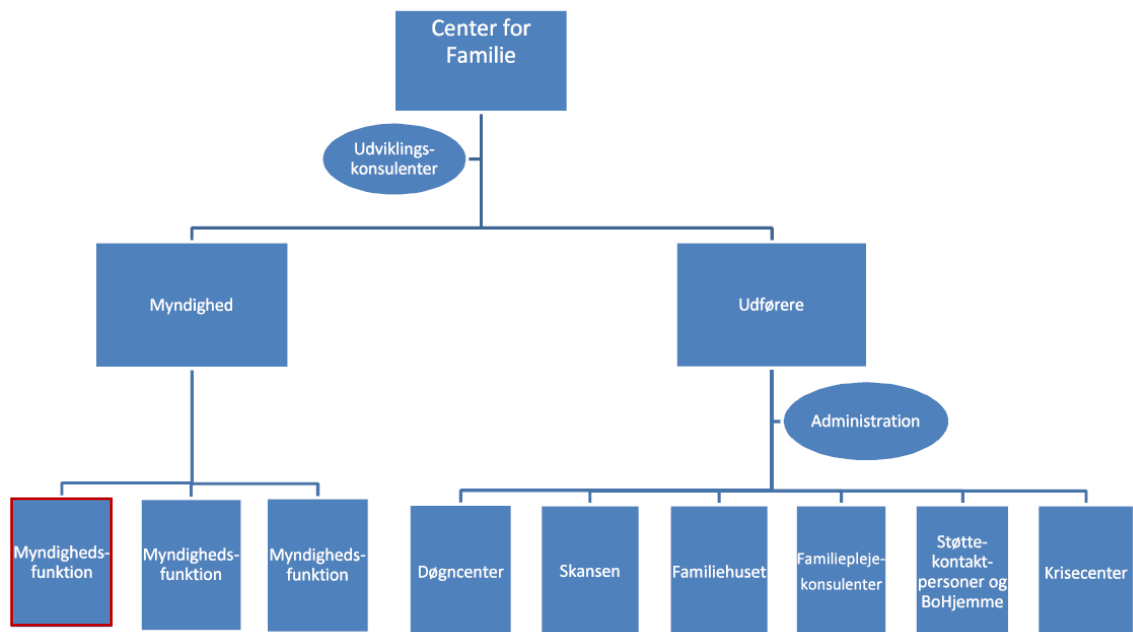 Center for
Familie
Udviklings-
konsulenter
Myndighed
Udførere
Administration
Myndigheds-
funktion
Myndigheds-
funktion
Myndigheds-
funktion
Døgncenter
Skansen
Familiehuset
Familiepleje-
konsulenter
Støtte-
kontakt-
personer og
BoHjemme
Krisecenter